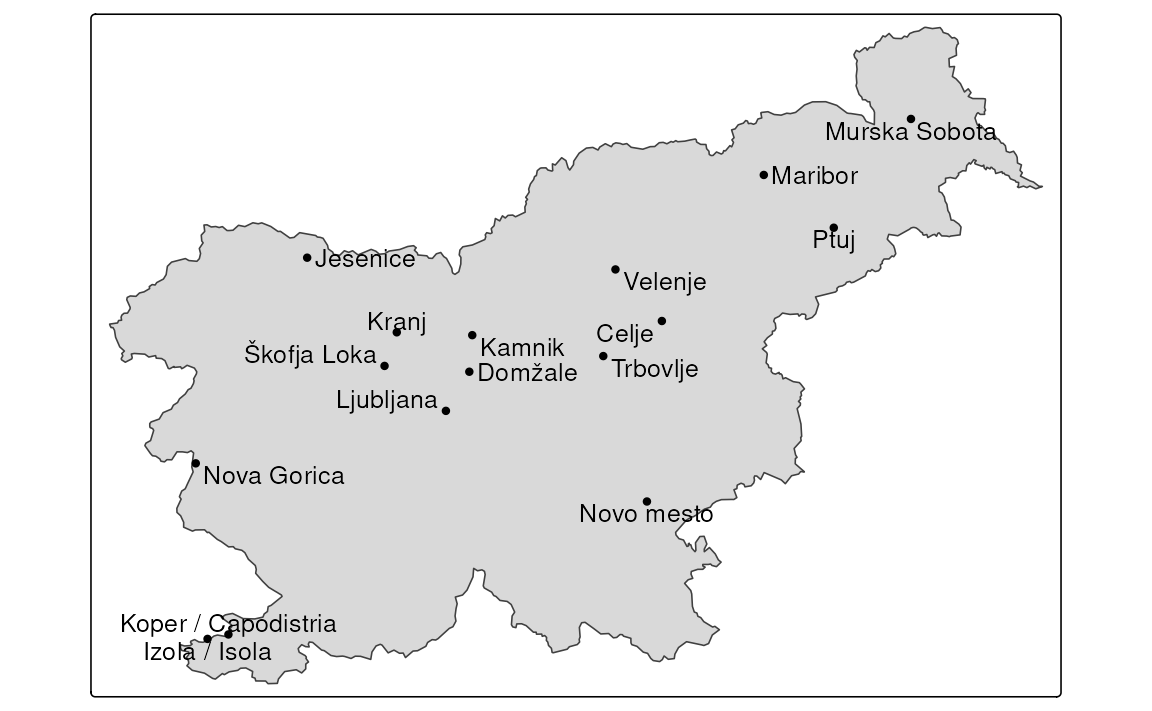 Murska Sobota
Maribor
Ptuj
Jesenice
Velenje
Kranj
Celje
Kamnik
Škofja Loka
Trbovlje
Domžale
Ljubljana
Nova Gorica
Novo mesto
Koper / Capodistria
Izola / Isola